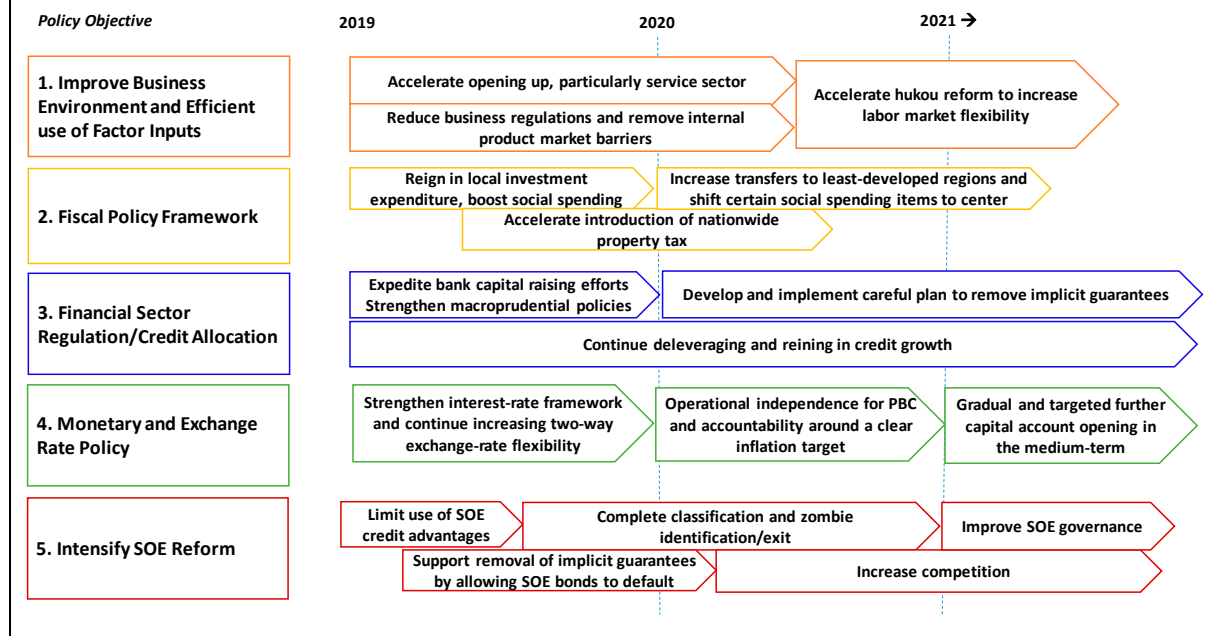 Policy Objective
2019
2020
2021 →
1. Improve Business
Environment and Efficient
use of Factor Inputs
Accelerate opening up, particularly service sector
Reduce business regulations and remove internal
product market barriers
Accelerate hukou reform to increase
labor market flexibility
2. Fiscal Policy Framework
Reign in local investment
expenditure, boost social spending
Increase transfers to least-developed regions and
shift certain social spending items to center
Accelerate introduction of nationwide
property tax
3. Financial Sector
Regulation/Credit Allocation
Expedite bank capital raising efforts
Strengthen macroprudential policies
Develop and implement careful plan to remove implicit guarantees
Continue deleveraging and reining in credit growth
4. Monetary and Exchange
Rate Policy
Strengthen interest-rate framework
and continue increasing two-way
exchange-rate flexibility
Operational independence for PBC
and accountability around a clear
inflation target
Gradual and targeted further
capital account opening in
the medium-term
5. Intensify SOE Reform
Limit use of SOE
credit advantages
Complete classification and zombie
identification/exit
Improve SOE governance
Support removal of implicit guarantees
by allowing SOE bonds to default
Increase competition